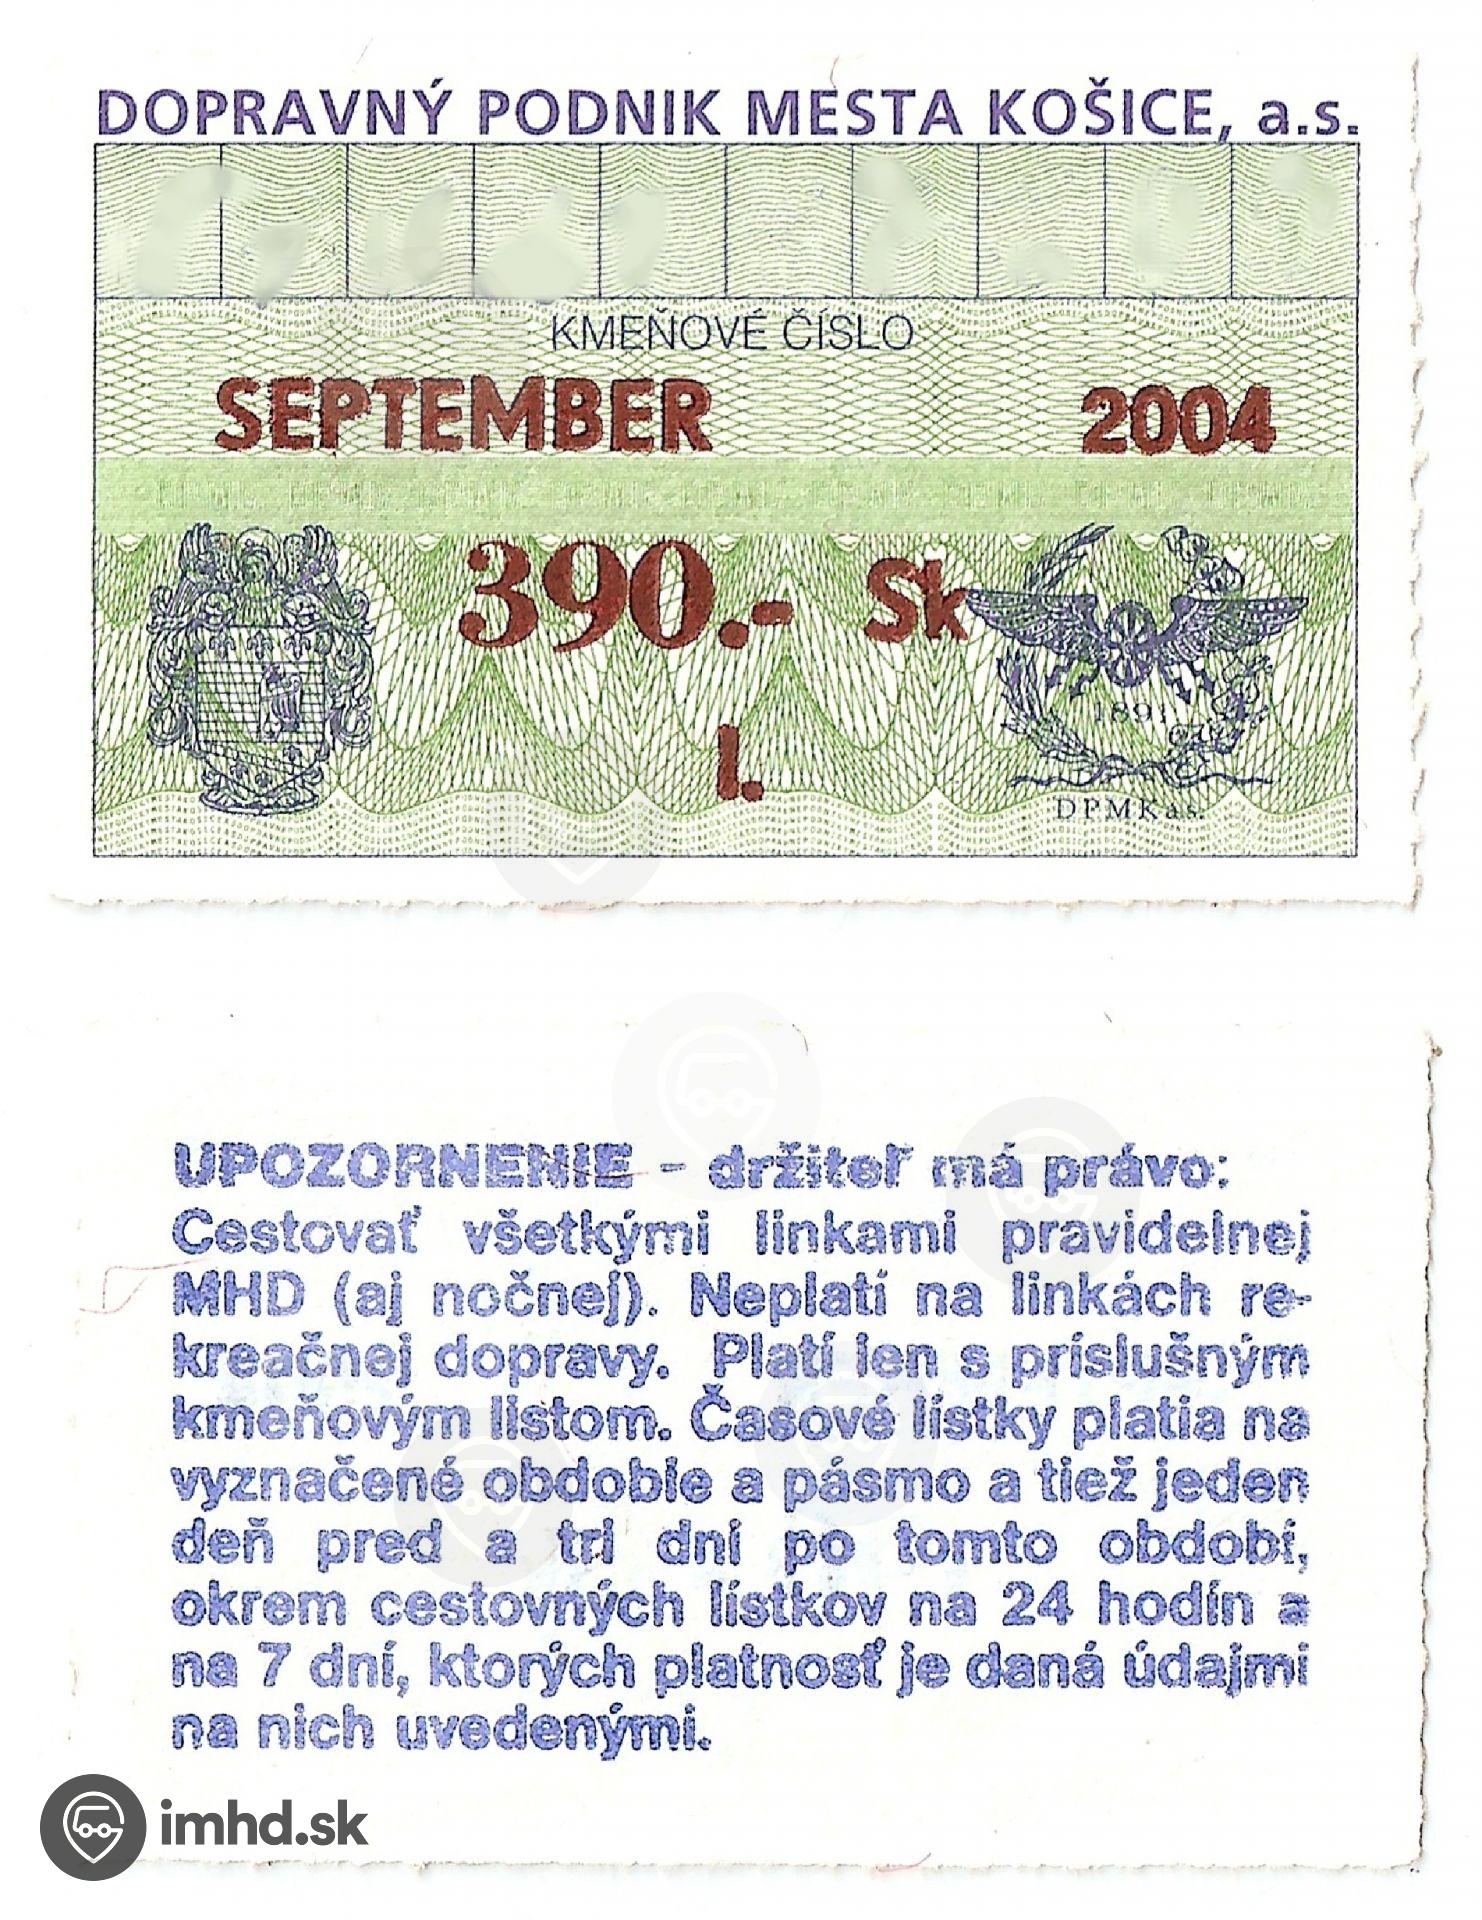 DOPRAVNÝ PODNIK MESTA KOŠICE, a.s.
KMEŇOVÉ ČÍSLO
SEPTEMBER 2004
390.- Sk
I.
DPMK a.s.
UPOZORNENIE - držiteľ má právo:
Cestovať všetkými linkami pravidelnej
MHD (aj nočnej). Neplatí na linkách re-
kreačnej dopravy. Platí len s príslušným
kmeňovým listom. Časové lístky platia na
vyznačené obdobie a pásmo a tiež jeden
deň pred a tri dni po tomto období,
okrem cestovných lístkov na 24 hodín a
na 7 dní, ktorých platnosť je daná údajmi
na nich uvedenými.
imhd.sk